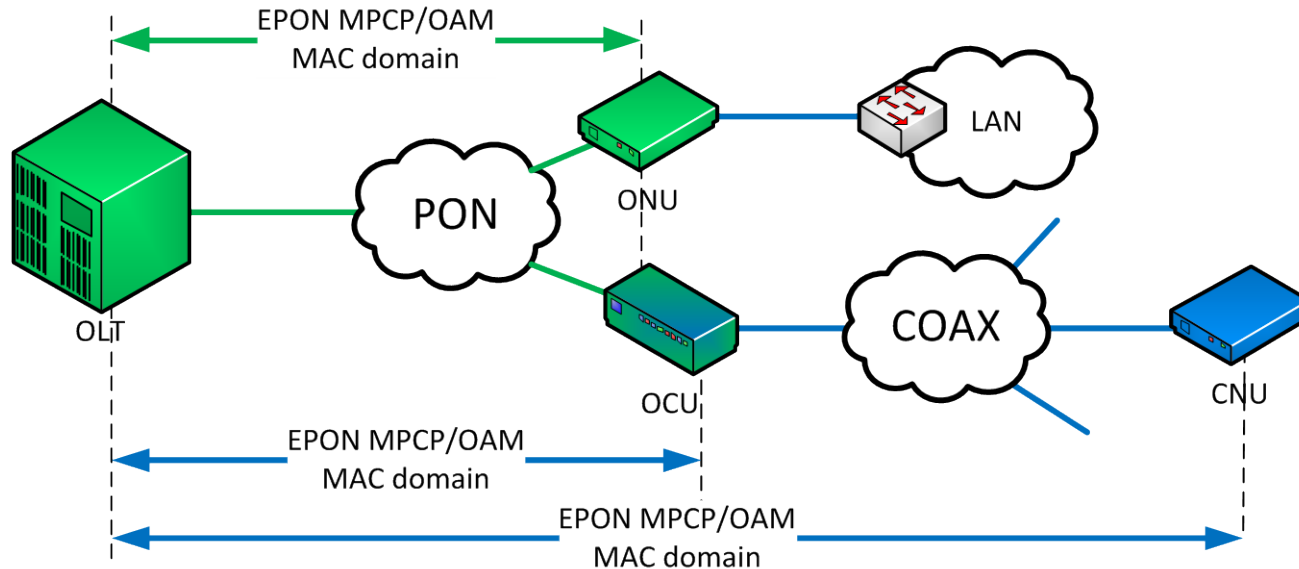 EPON MPCP/OAM
MAC domain
LAN
ONU
PON
OLT
COAX
OCU
CNU
EPON MPCP/OAM
MAC domain
EPON MPCP/OAM
MAC domain